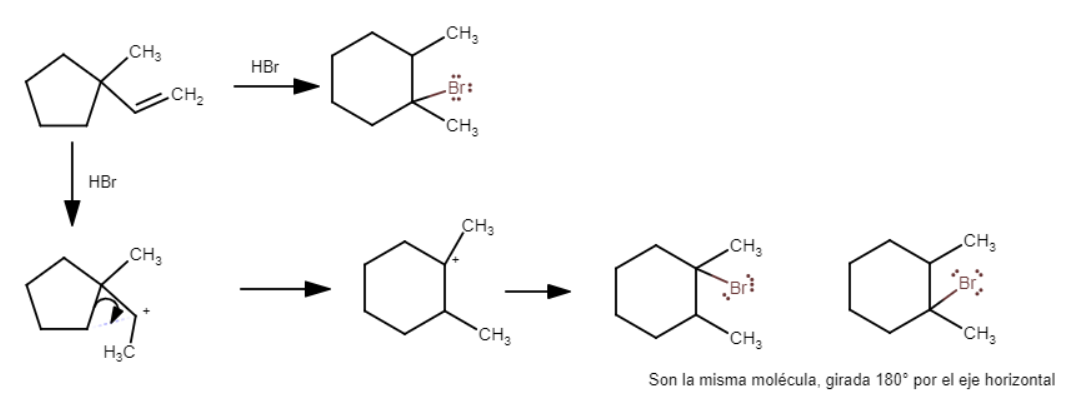 CH3
CH2
HBr
CH3
Br
CH3
HBr
CH3
+
H3C
CH3
+
CH3
CH3
Br
CH3
CH3
Br
CH3
Son la misma molécula, girada 180° por el eje horizontal